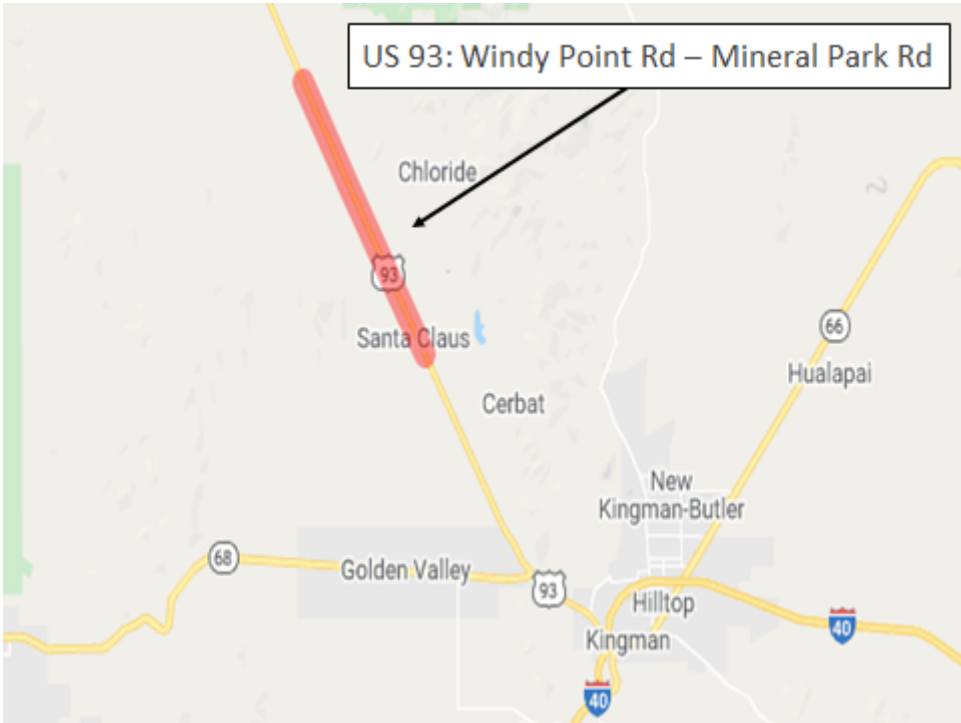 US 93: Windy Point Rd – Mineral Park Rd
Chloride
93
Santa Claus
66
Hualapai
Cerbat
New
Kingman-Butler
68
Golden Valley
93
Hilltop
40
Kingman
40